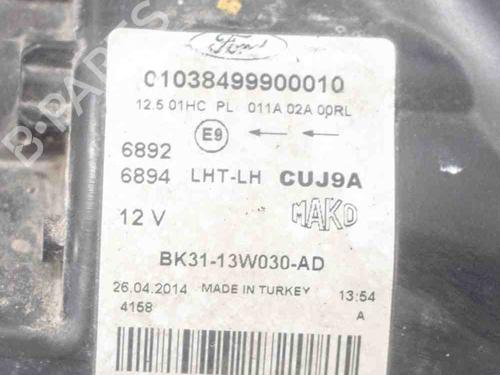 Ford
01038499900010
12.5 01HC PL 011A 02A 00RL
E9
6892
6894 LHT-LH CUJ9A
12 V MAKO
BK31-13W030-AD
26.04.2014 MADE IN TURKEY 13:54
4158 A
B-PARTS